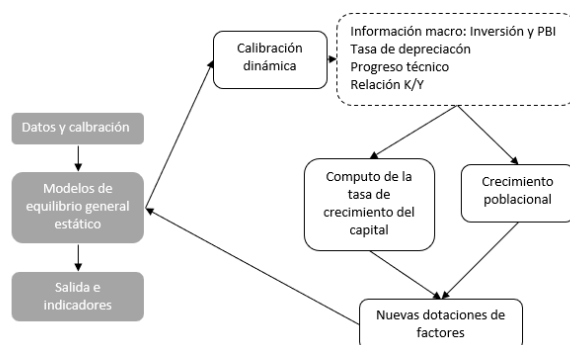 Calibración
dinámica
Información macro: Inversión y PBI
Tasa de depreciacón
Progreso técnico
Relación K/Y
Datos y calbración
Modelos de
equilibrio general
estático
Salida e
indicadores
Computo de la
tasa de
crecimiento del
capital
Crecimiento
poblacional
Nuevas dotaciones de
factores